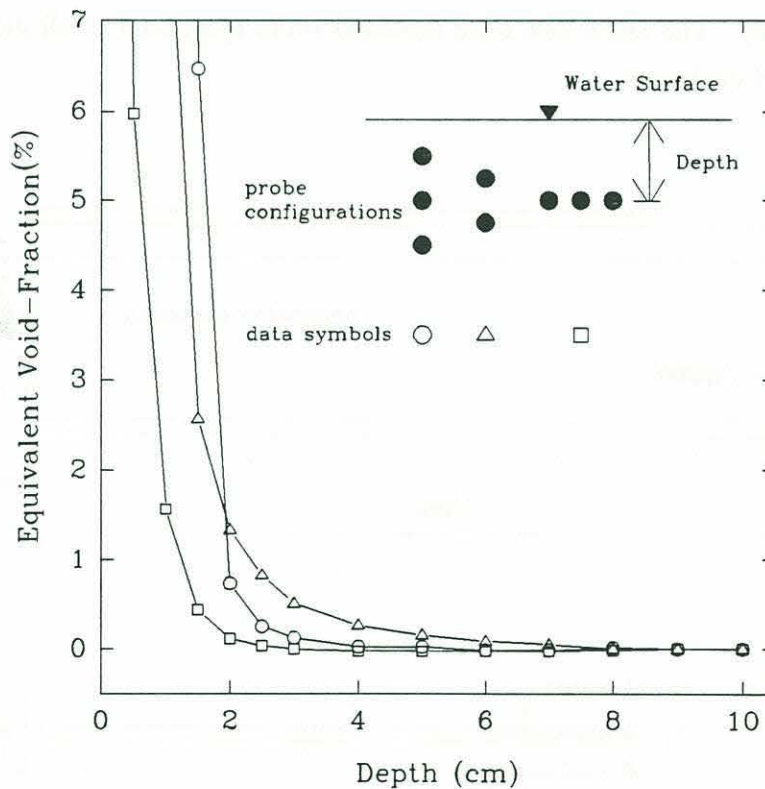 7
6
5
4
3
2
1
0
Equivalent Void-Fraction(%)
Water Surface
Depth
probe
configurations
data symbols
0 2 4 6 8 10
Depth (cm)